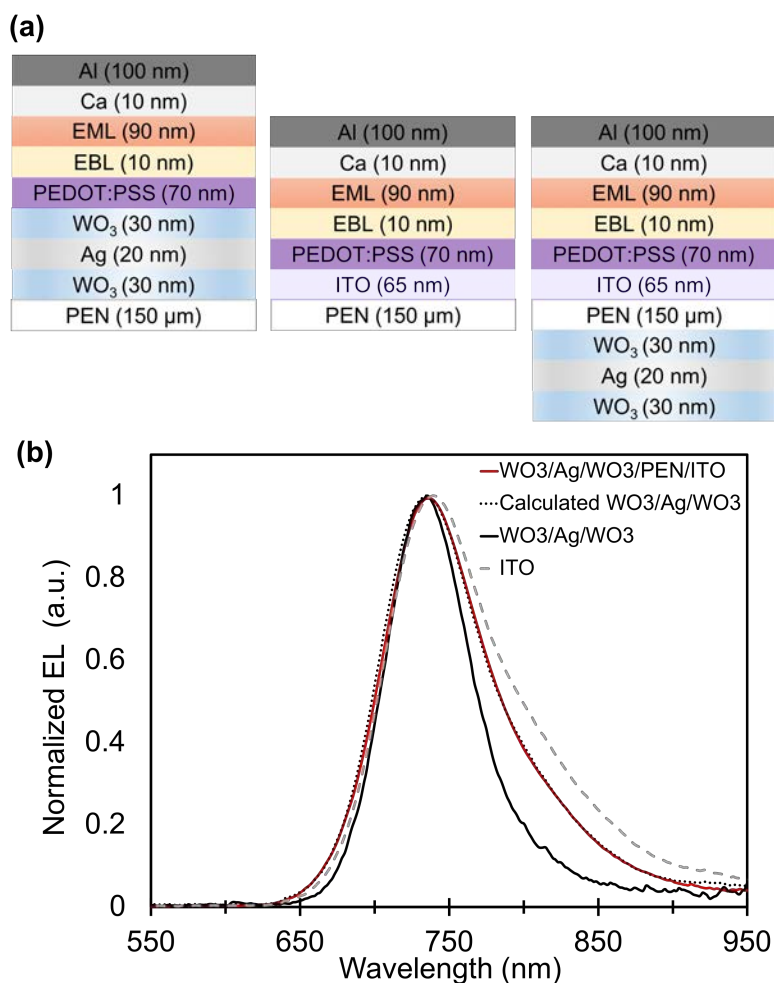 (a)
Al (100 nm)
Ca (10 nm)
EML (90 nm)
EBL (10 nm)
PEDOT:PSS (70 nm)
WO₃ (30 nm)
Ag (20 nm)
WO₃ (30 nm)
PEN (150 µm)
Al (100 nm)
Ca (10 nm)
EML (90 nm)
EBL (10 nm)
PEDOT:PSS (70 nm)
ITO (65 nm)
PEN (150 µm)
Al (100 nm)
Ca (10 nm)
EML (90 nm)
EBL (10 nm)
PEDOT:PSS (70 nm)
ITO (65 nm)
PEN (150 µm)
WO₃ (30 nm)
Ag (20 nm)
WO₃ (30 nm)
(b)
WO3/Ag/WO3/PEN/ITO
Calculated WO3/Ag/WO3
WO3/Ag/WO3
ITO
Normalized EL (a.u.)
1
0.8
0.6
0.4
0.2
0
550
650
750
850
950
Wavelength (nm)